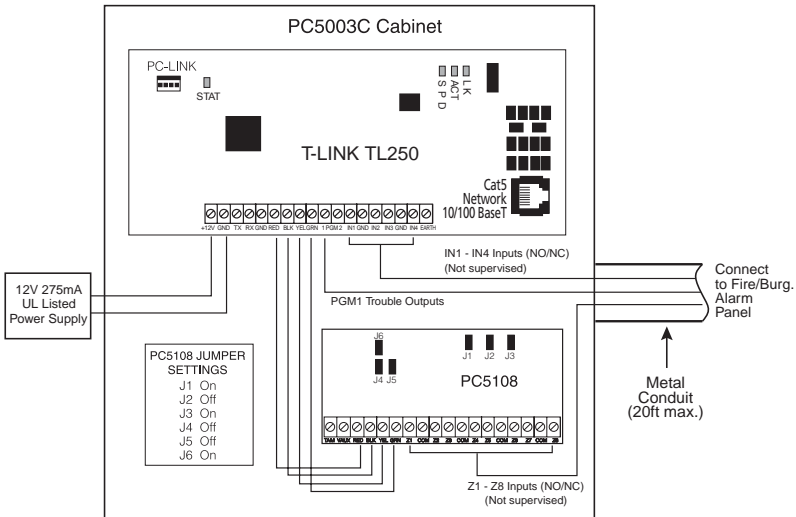 PC5003C Cabinet
PC-LINK
STAT
SPD
ACT
LK
T-LINK TL250
Cat5
Network
10/100 BaseT
+12V GND TX RX GND RED BLK YEL GRN 1 PGM 2 IN1 GND IN2 IN3 GND IN4 EARTH
IN1 - IN4 Inputs (NO/NC)
(Not supervised)
12V 275mA
UL Listed
Power Supply
PGM1 Trouble Outputs
Connect
to Fire/Burg.
Alarm
Panel
Metal
Conduit
(20ft max.)
PC5108 JUMPER
SETTINGS
J1 On
J2 Off
J3 On
J4 Off
J5 Off
J6 On
J6
J4 J5
J1 J2 J3
PC5108
TAM VAUX RED BLK YEL GRN Z1 COM Z2 Z3 COM Z4 Z5 COM Z6 Z7 COM Z8
Z1 - Z8 Inputs (NO/NC)
(Not supervised)